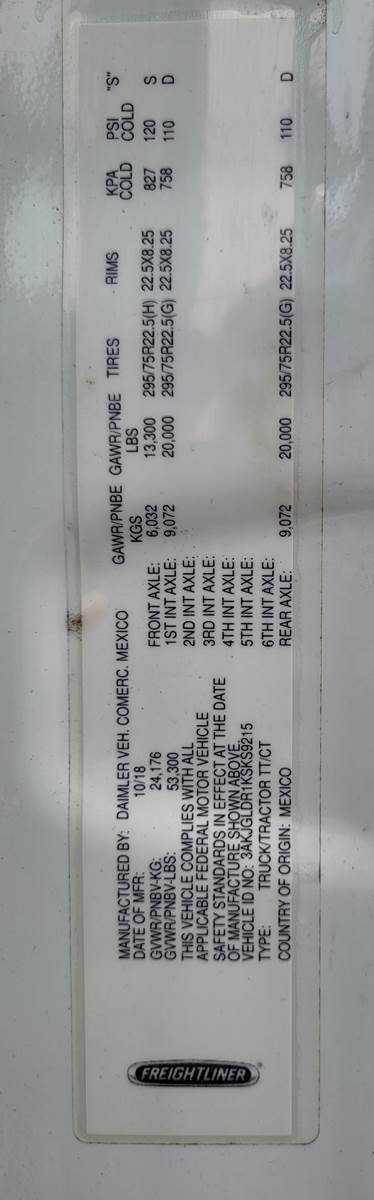 FREIGHTLINER
MANUFACTURED BY: DAIMLER VEH. COMERC. MEXICO
DATE OF MFR: 10/18
GVWR/PNBV-KG: 24,176
GVWR/PNBV-LBS: 53,300
THIS VEHICLE COMPLIES WITH ALL
APPLICABLE FEDERAL MOTOR VEHICLE
SAFETY STANDARDS IN EFFECT AT THE DATE
OF MANUFACTURE SHOWN ABOVE.
VEHICLE ID NO: 3AKJGLDR1KSKS9215
TYPE: TRUCK/TRACTOR TT/CT
COUNTRY OF ORIGIN: MEXICO
GAWR/PNBE GAWR/PNBE TIRES RIMS KPA PSI "S"
KGS LBS COLD COLD
FRONT AXLE: 6,032 13,300 295/75R22.5(H) 22.5X8.25 827 120 S
1ST INT AXLE: 9,072 20,000 295/75R22.5(G) 22.5X8.25 758 110 D
2ND INT AXLE:
3RD INT AXLE:
4TH INT AXLE:
5TH INT AXLE:
6TH INT AXLE:
REAR AXLE: 9,072 20,000 295/75R22.5(G) 22.5X8.25 758 110 D